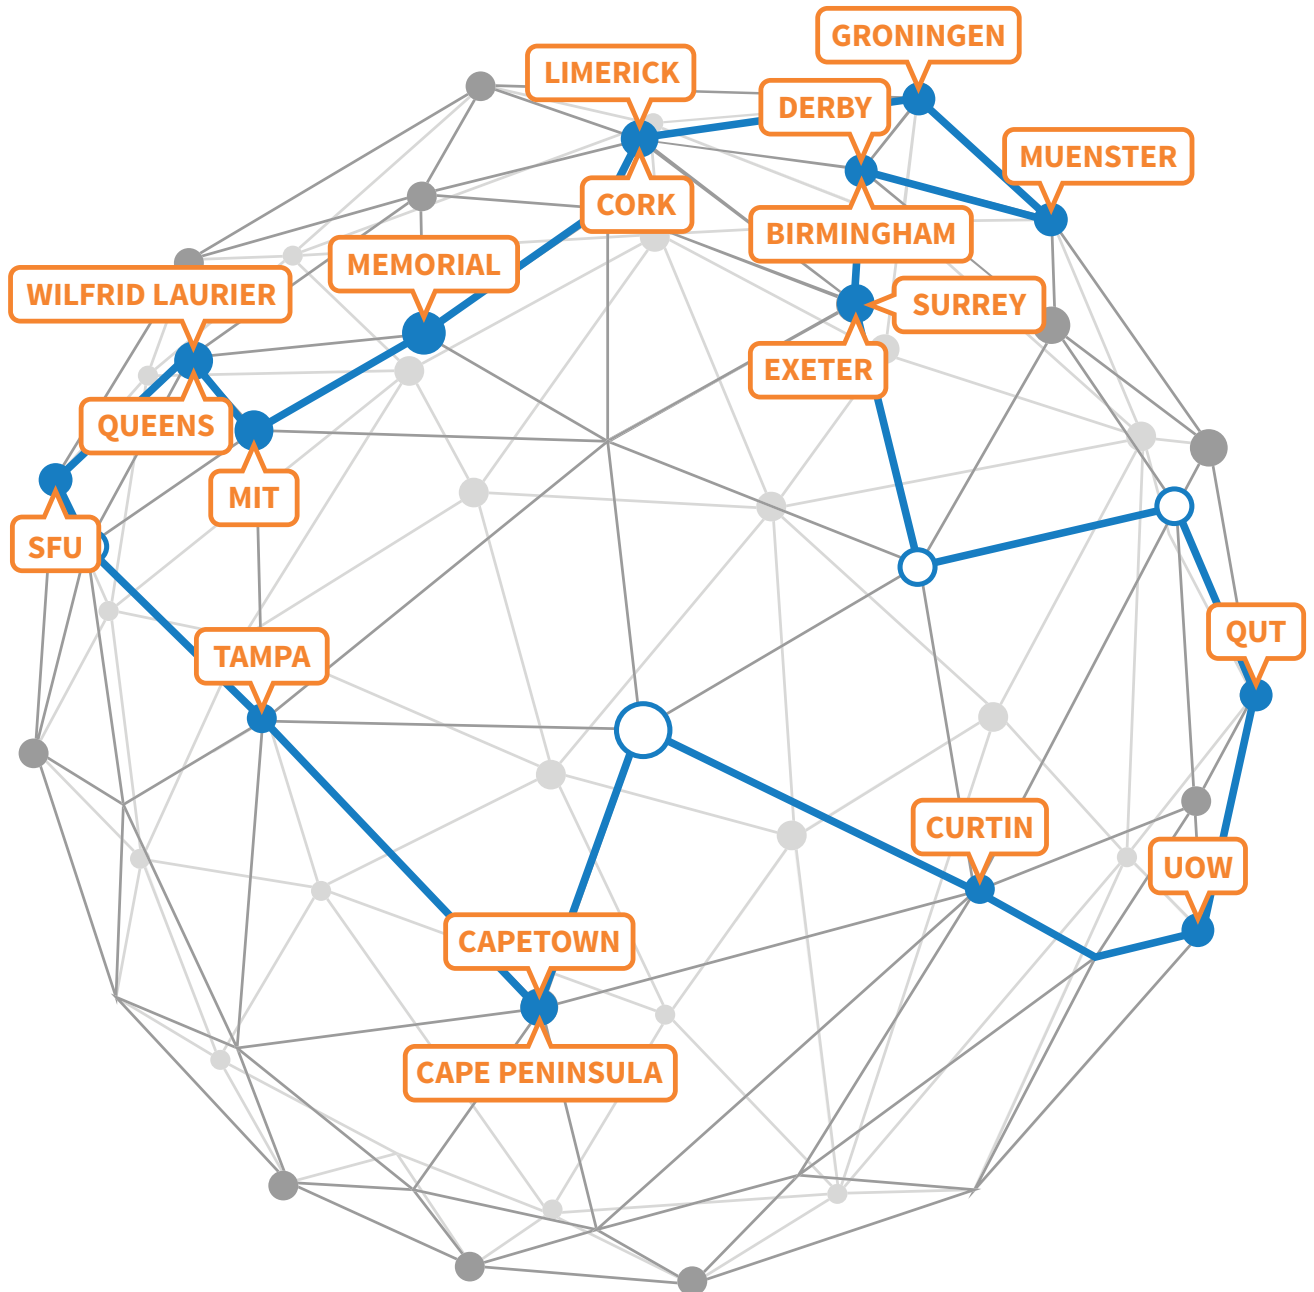 GRONINGEN
LIMERICK
DERBY
MUENSTER
CORK
BIRMINGHAM
MEMORIAL
WILFRID LAURIER
SURREY
EXETER
QUEENS
MIT
SFU
QUT
TAMPA
CURTIN
UOW
CAPETOWN
CAPE PENINSULA